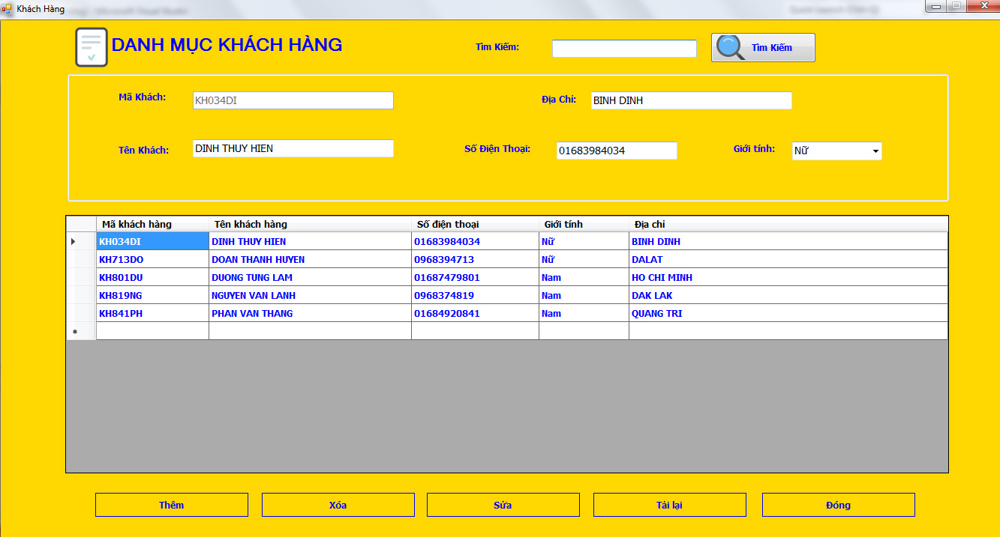 Khách Hàng
DANH MỤC KHÁCH HÀNG
Tìm Kiếm:
Tìm Kiếm
Mã Khách: KH034DI
Địa Chỉ: BINH DINH
Tên Khách: DINH THUY HIEN
Số Điện Thoại: 01683984034
Giới tính: Nữ
Mã khách hàng Tên khách hàng Số điện thoại Giới tính Địa chỉ
KH034DI DINH THUY HIEN 01683984034 Nữ BINH DINH
KH713DO DOAN THANH HUYEN 0968394713 Nữ DALAT
KH801DU DUONG TUNG LAM 01687479801 Nam HO CHI MINH
KH819NG NGUYEN VAN LANH 0968374819 Nam DAK LAK
KH841PH PHAN VAN THANG 01684920841 Nam QUANG TRI
Thêm Xóa Sửa Tải lại Đóng